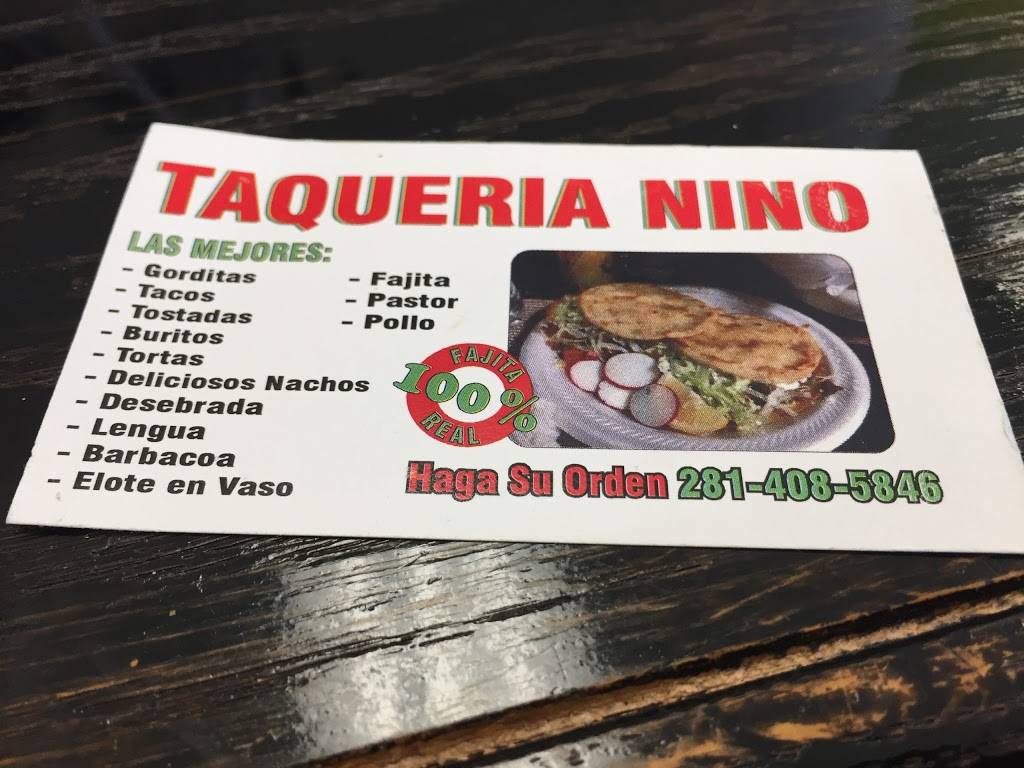 TAQUERIA NINO
LAS MEJORES:
- Gorditas
- Tacos
- Tostadas
- Buritos
- Tortas
- Deliciosos Nachos
- Desebrada
- Lengua
- Barbacoa
- Elote en Vaso
- Fajita
- Pastor
- Pollo
FAJITA
100%
REAL
Haga Su Orden 281-408-5846